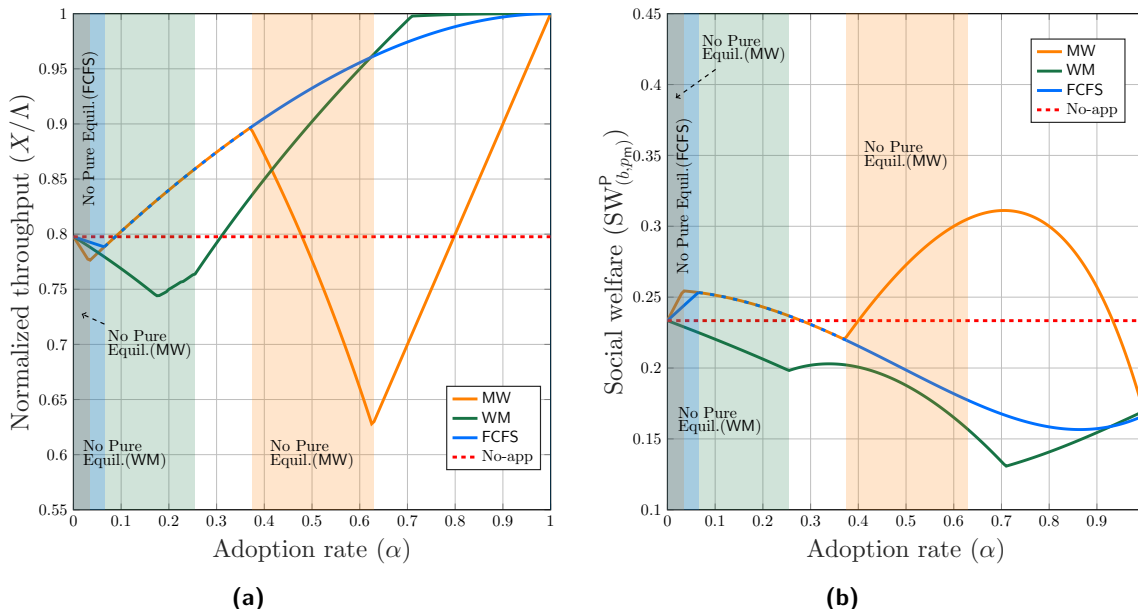 1
0.95
0.9
0.85
0.8
0.75
0.7
0.65
0.6
0.55
Normalized throughput (X/Λ)
No Pure Equil.(FCFS)
No Pure
Equil.(MW)
No Pure
Equil.(WM)
No Pure
Equil.(MW)
MW
WM
FCFS
No-app
0 0.1 0.2 0.3 0.4 0.5 0.6 0.7 0.8 0.9 1
Adoption rate (α)
(a)
0.45
0.4
0.35
0.3
0.25
0.2
0.15
0.1
Social welfare (SW^P_(b,p_m))
No Pure
Equil.(MW)
No Pure Equil.(FCFS)
No Pure
Equil.(MW)
No Pure
Equil.(WM)
MW
WM
FCFS
No-app
0 0.1 0.2 0.3 0.4 0.5 0.6 0.7 0.8 0.9
Adoption rate (α)
(b)